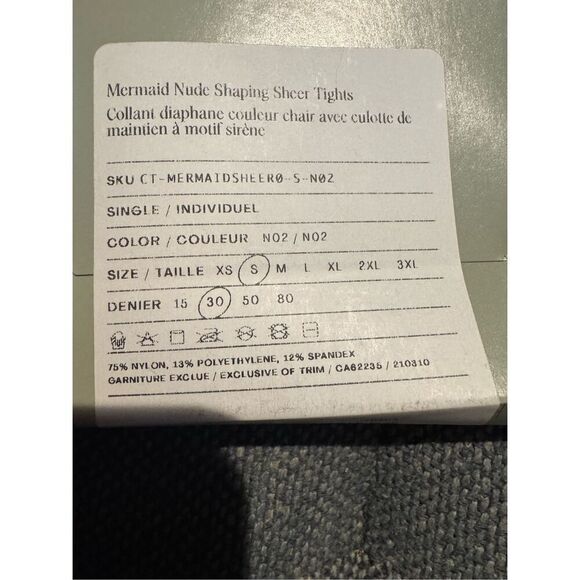 Mermaid Nude Shaping Sheer Tights
Collant diaphane couleur chair avec culotte de
maintien à motif sirène
SKU CT-MERMAIDSHEER0-S-N02
SINGLE / INDIVIDUEL
COLOR / COULEUR N02 / N02
SIZE / TAILLE XS S M L XL 2XL 3XL
DENIER 15 30 50 80
75% NYLON, 13% POLYETHYLENE, 12% SPANDEX
GARNITURE EXCLUE / EXCLUSIVE OF TRIM / CA62235 / 210310